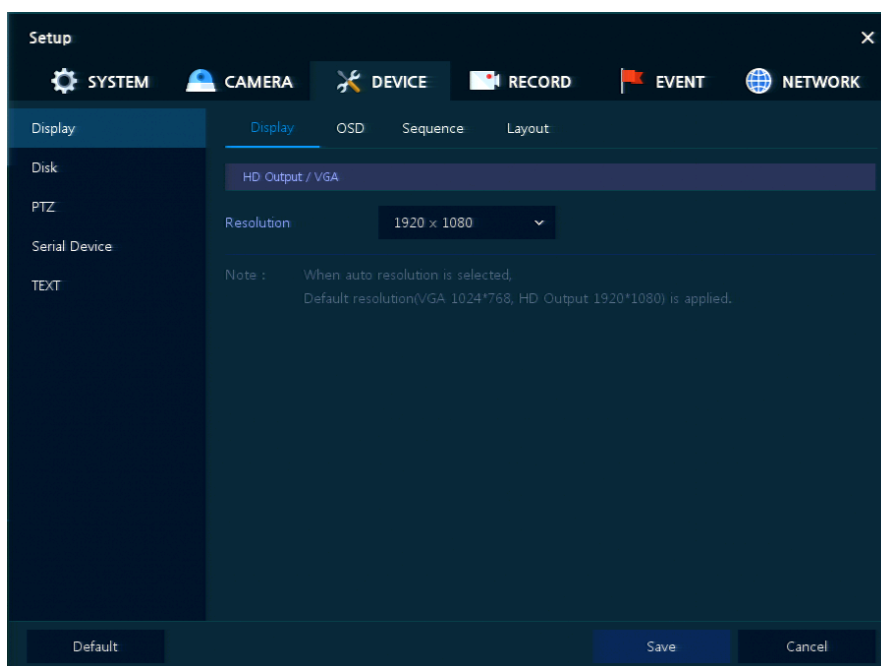 Setup
SYSTEM CAMERA DEVICE RECORD EVENT NETWORK
Display
Disk
PTZ
Serial Device
TEXT
Display OSD Sequence Layout
HD Output / VGA
Resolution 1920 x 1080
Note : When auto resolution is selected,
Default resolution(VGA 1024*768, HD Output 1920*1080) is applied.
Default Save Cancel